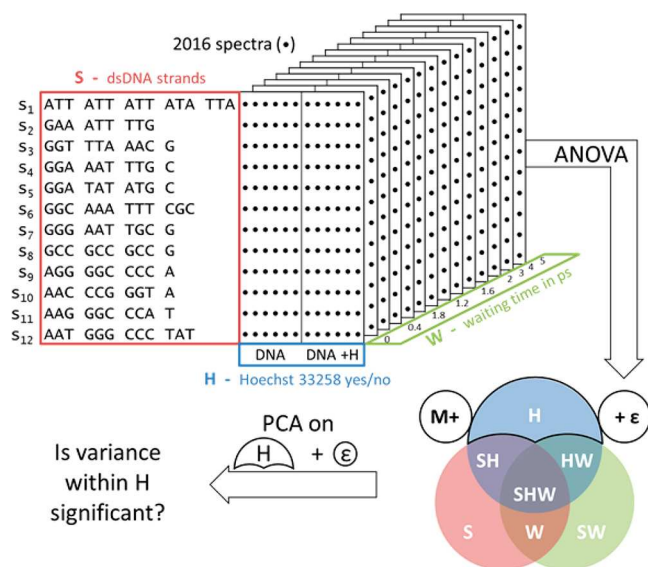 2016 spectra (•)
S - dsDNA strands
S1 ATT ATT ATT ATA TTA
S2 GAA ATT TTG
S3 GGT TTA AAC G
S4 GGA AAT TTG C
S5 GGA TAT ATG C
S6 GGC AAA TTT CGC
S7 GGG AAT TGC G
S8 GCC GCC GCC G
S9 AGG GGC CCC A
S10 AAC CCG GGT A
S11 AAG GGC CCA T
S12 AAT GGG CCC TAT
DNA DNA +H
H - Hoechst 33258 yes/no
0 0.4 0.8 1.2 1.6 2 3 4 5
W - waiting time in ps
ANOVA
M+ H + ε
SH HW
SHW
S W SW
PCA on
H + ε
Is variance
within H
significant?